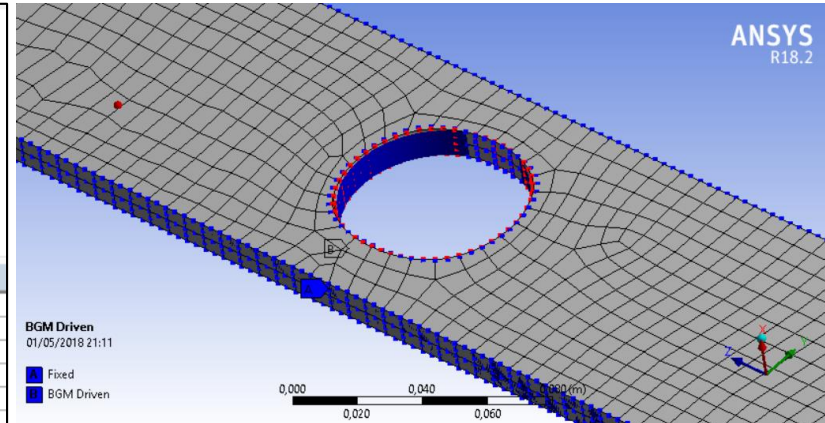 ANSYS
R18.2
B
A
BGM Driven
01/05/2018 21:11
A Fixed
B BGM Driven
0,000
0,040
(m)
0,020
0,060
X
Y
Z